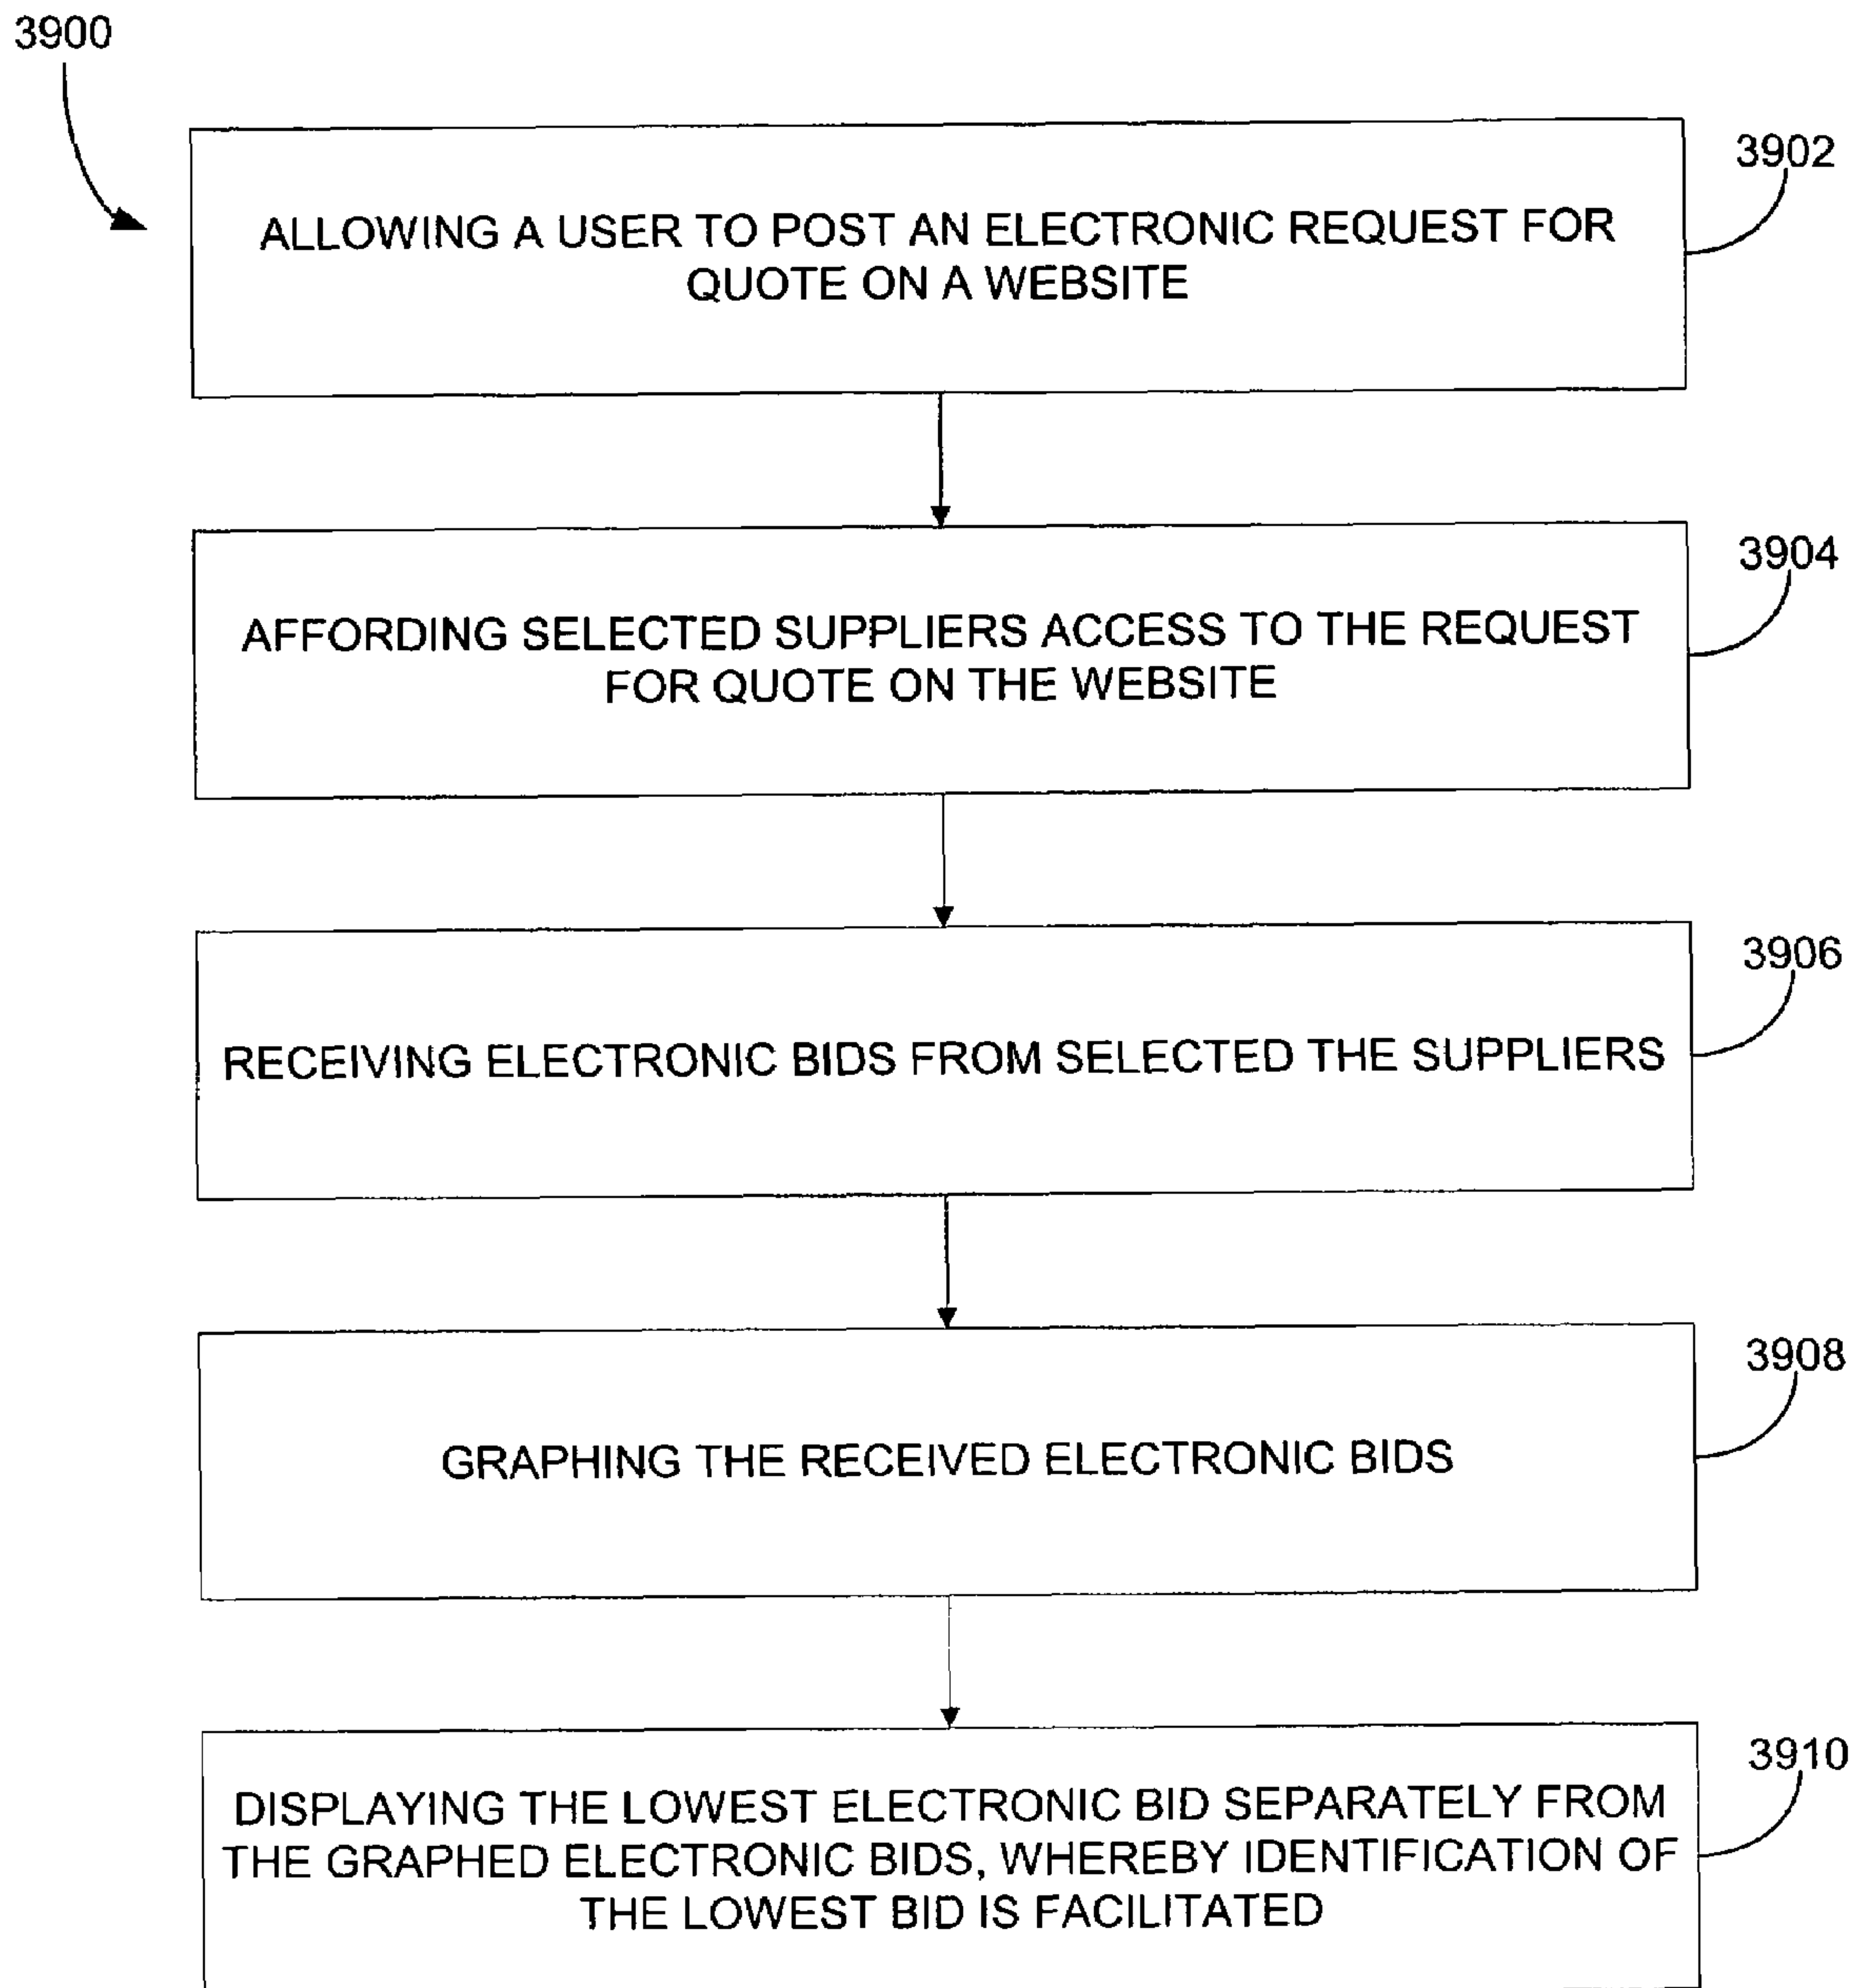 3900
3902
ALLOWING A USER TO POST AN ELECTRONIC REQUEST FOR
QUOTE ON A WEBSITE
3904
AFFORDING SELECTED SUPPLIERS ACCESS TO THE REQUEST
FOR QUOTE ON THE WEBSITE
3906
RECEIVING ELECTRONIC BIDS FROM SELECTED THE SUPPLIERS
3908
GRAPHING THE RECEIVED ELECTRONIC BIDS
3910
DISPLAYING THE LOWEST ELECTRONIC BID SEPARATELY FROM
THE GRAPHED ELECTRONIC BIDS, WHEREBY IDENTIFICATION OF
THE LOWEST BID IS FACILITATED